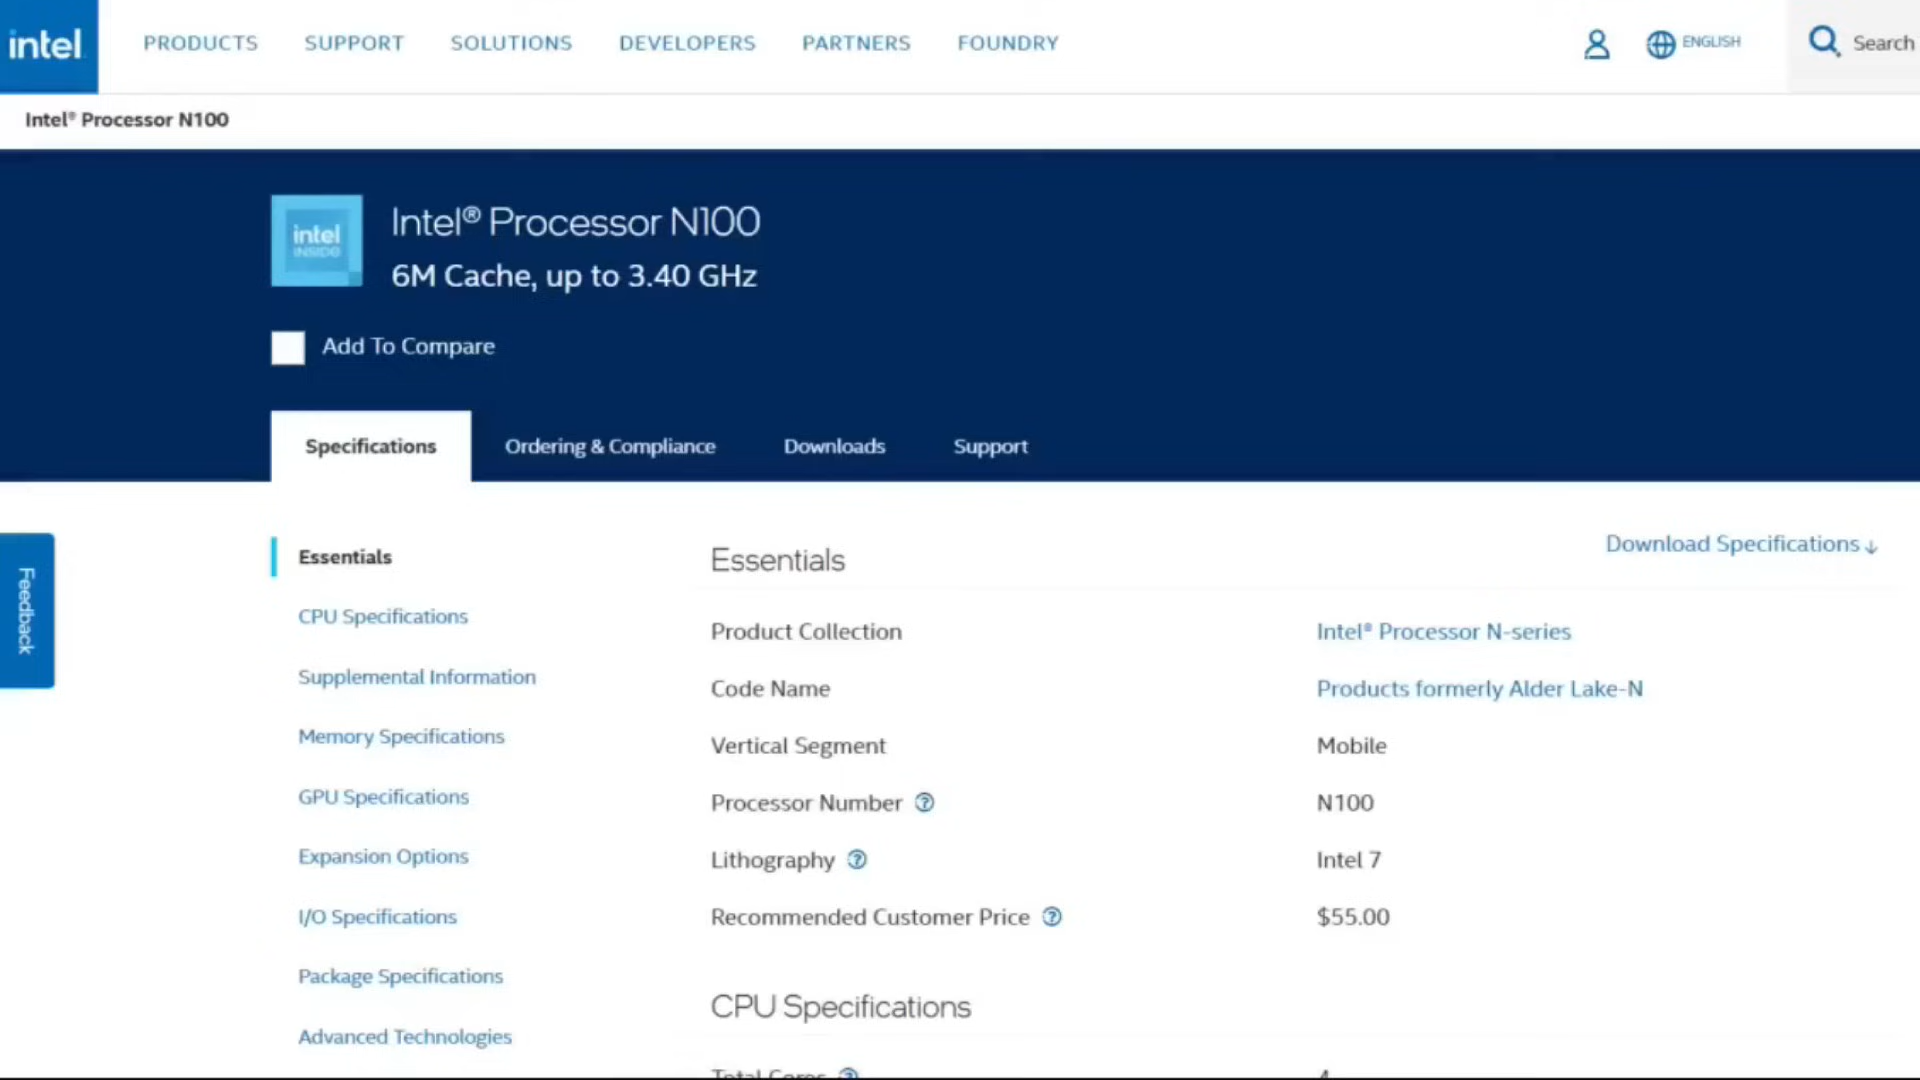 intel
PRODUCTS SUPPORT SOLUTIONS DEVELOPERS PARTNERS FOUNDRY ENGLISH Search
Intel® Processor N100
intel INSIDE
Intel® Processor N100
6M Cache, up to 3.40 GHz
Add To Compare
Specifications Ordering & Compliance Downloads Support
Feedback
Essentials
CPU Specifications
Supplemental Information
Memory Specifications
GPU Specifications
Expansion Options
I/O Specifications
Package Specifications
Advanced Technologies
Essentials
Download Specifications ↓
Product Collection Intel® Processor N-series
Code Name Products formerly Alder Lake-N
Vertical Segment Mobile
Processor Number ? N100
Lithography ? Intel 7
Recommended Customer Price ? $55.00
CPU Specifications
Total Cores ? 4